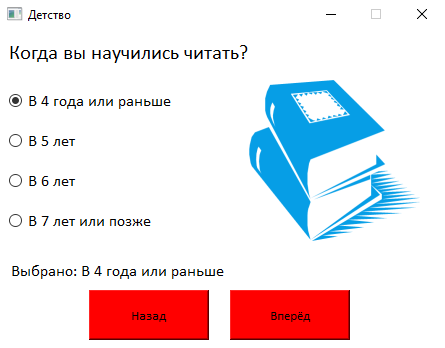 Детство
Когда вы научились читать?
В 4 года или раньше
В 5 лет
В 6 лет
В 7 лет или позже
Выбрано: В 4 года или раньше
Назад Вперёд